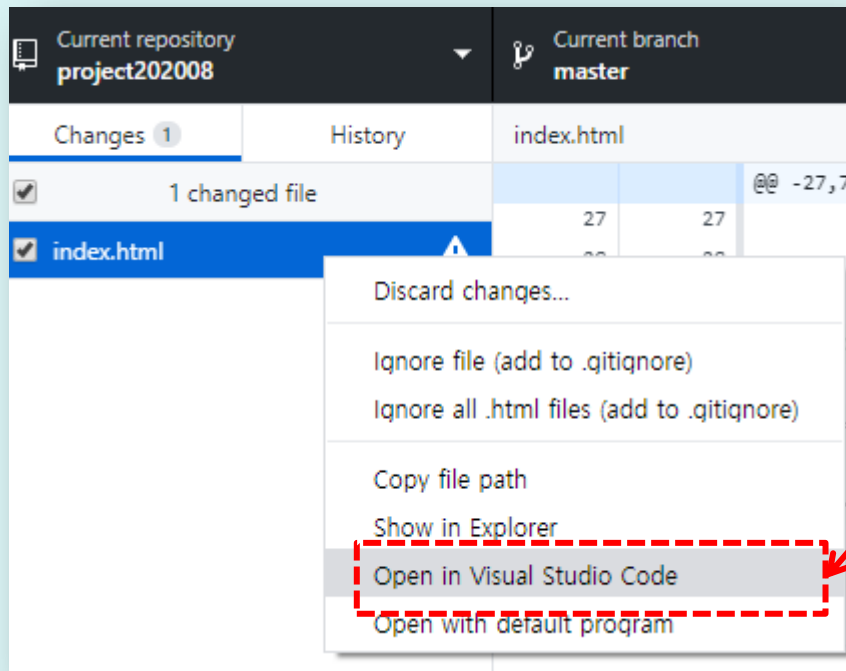 Current repository
project202008
Current branch
master
Changes 1
History
index.html
1 changed file
@@ -27,7
27 27
index.html
Discard changes...
Ignore file (add to .gitignore)
Ignore all .html files (add to .gitignore)
Copy file path
Show in Explorer
Open in Visual Studio Code
Open with default program